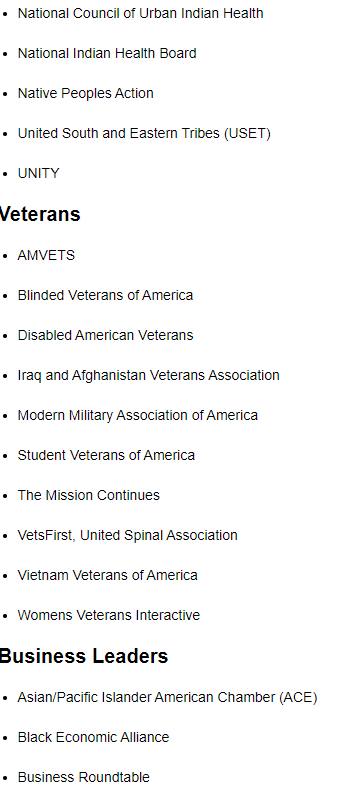 • National Council of Urban Indian Health
• National Indian Health Board
• Native Peoples Action
• United South and Eastern Tribes (USET)
• UNITY
Veterans
• AMVETS
• Blinded Veterans of America
• Disabled American Veterans
• Iraq and Afghanistan Veterans Association
• Modern Military Association of America
• Student Veterans of America
• The Mission Continues
• VetsFirst, United Spinal Association
• Vietnam Veterans of America
• Womens Veterans Interactive
Business Leaders
• Asian/Pacific Islander American Chamber (ACE)
• Black Economic Alliance
• Business Roundtable